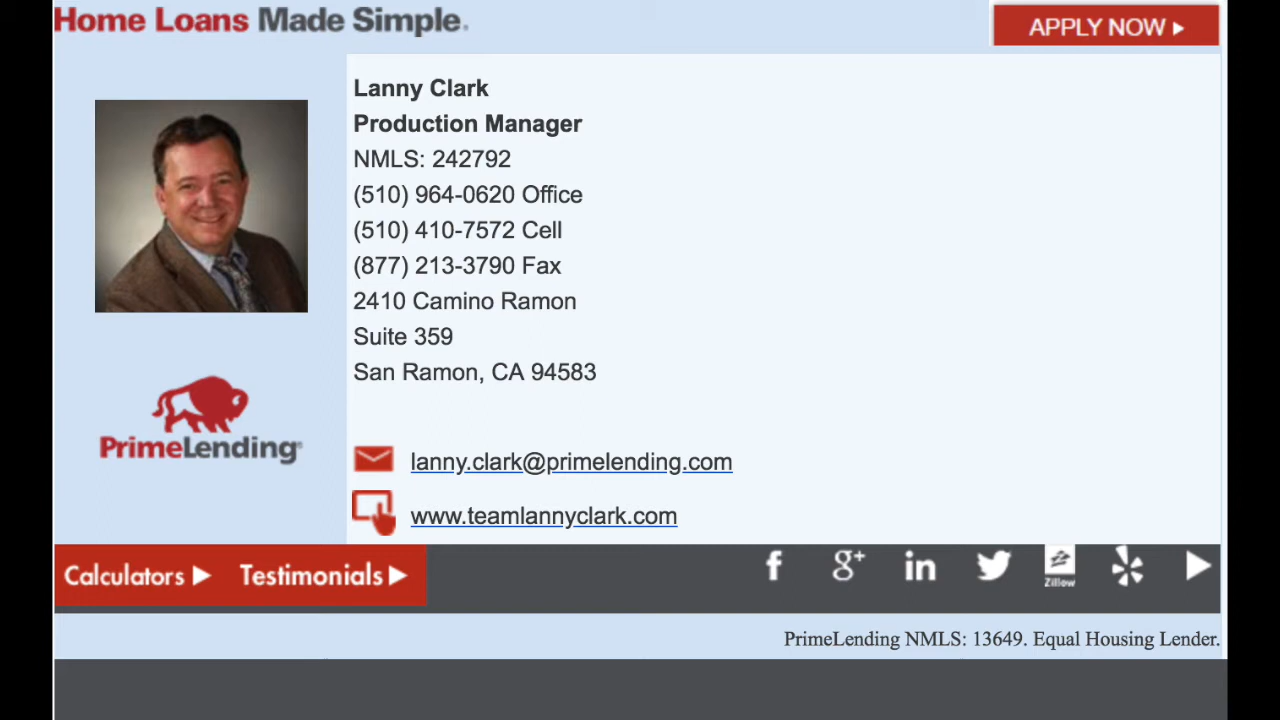 Home Loans Made Simple.
APPLY NOW
Lanny Clark
Production Manager
NMLS: 242792
(510) 964-0620 Office
(510) 410-7572 Cell
(877) 213-3790 Fax
2410 Camino Ramon
Suite 359
San Ramon, CA 94583
PrimeLending
lanny.clark@primelending.com
www.teamlannyclark.com
Calculators Testimonials
f g+ in Zillow
PrimeLending NMLS: 13649. Equal Housing Lender.